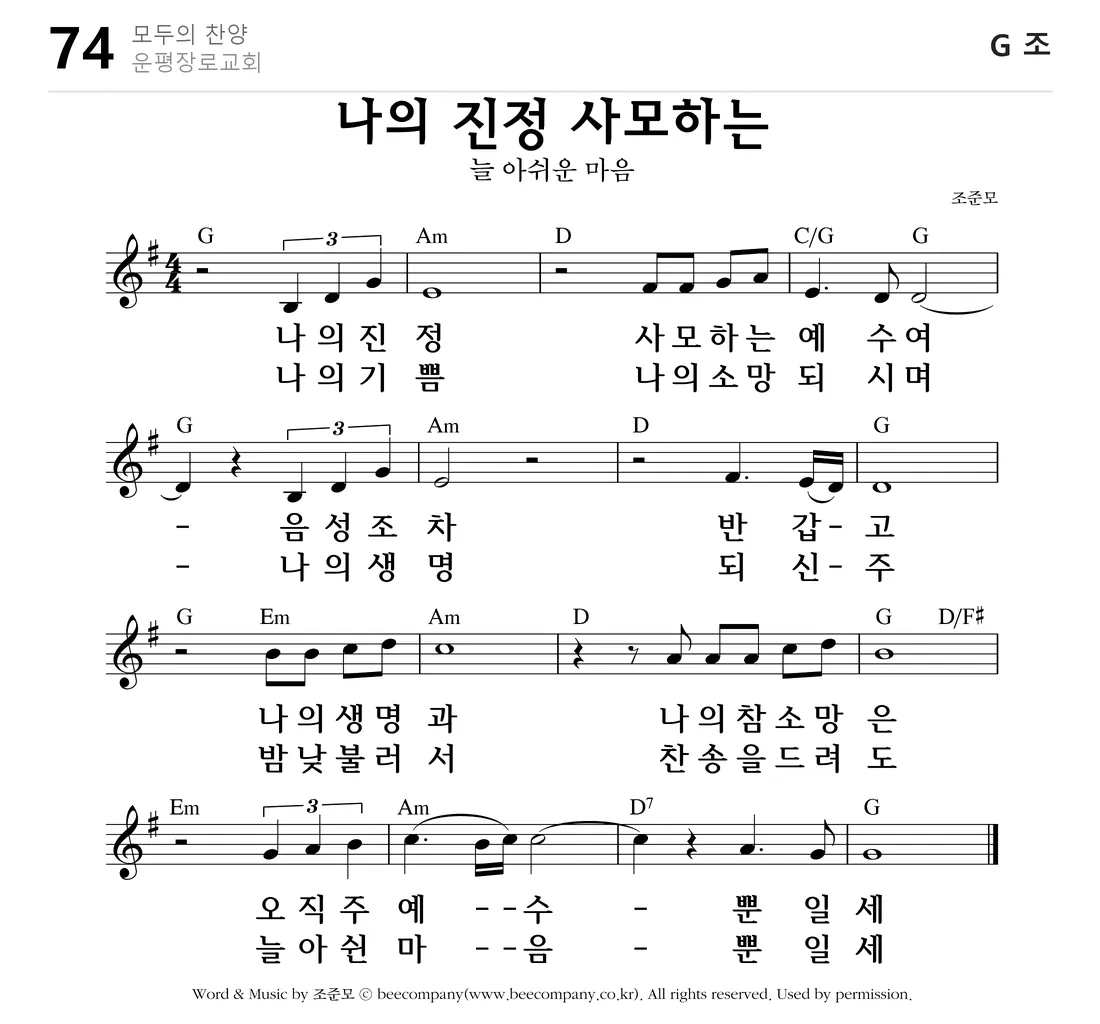 74 모두의 찬양
운평장로교회
G 조
나의 진정 사모하는
늘 아쉬운 마음
조준모
G 3 Am D C/G G
4
4
나 의 진 정 사 모 하 는 예 수 여
나 의 기 쁨 나 의 소 망 되 시 며
G 3 Am D G
- 음 성 조 차 반 갑 - 고
- 나 의 생 명 되 신 - 주
G Em Am D G D/F#
나 의 생 명 과 나 의 참 소 망 은
밤 낮 불 러 서 찬 송 을 드 려 도
Em 3 Am D7 G
오 직 주 예 - - 수 - 뿐 일 세
늘 아 쉰 마 - - 음 - 뿐 일 세
Word & Music by 조준모 ⓒ beecompany(www.beecompany.co.kr). All rights reserved. Used by permission.